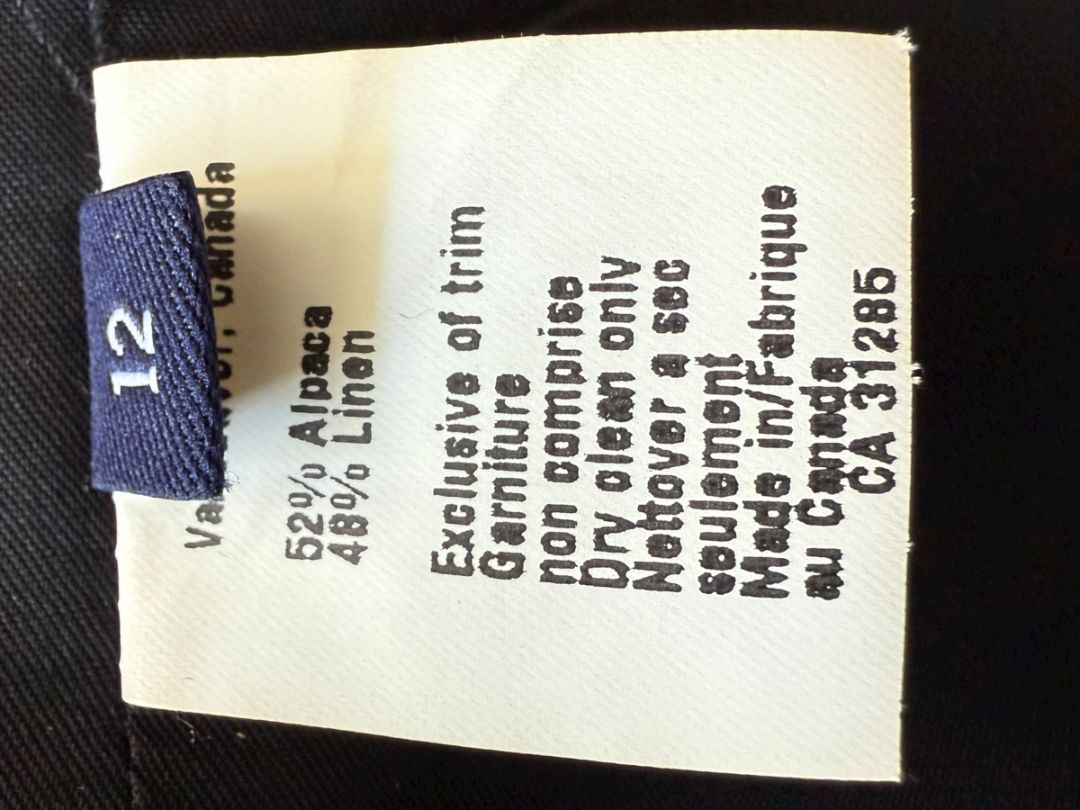 12
Canada
52% Alpaca
48% Linen
Exclusive of trim
Garniture
non comprise
Dry clean only
Nettoyer a sec
seulement
Made in/Fabrique
au Canada
CA 31285